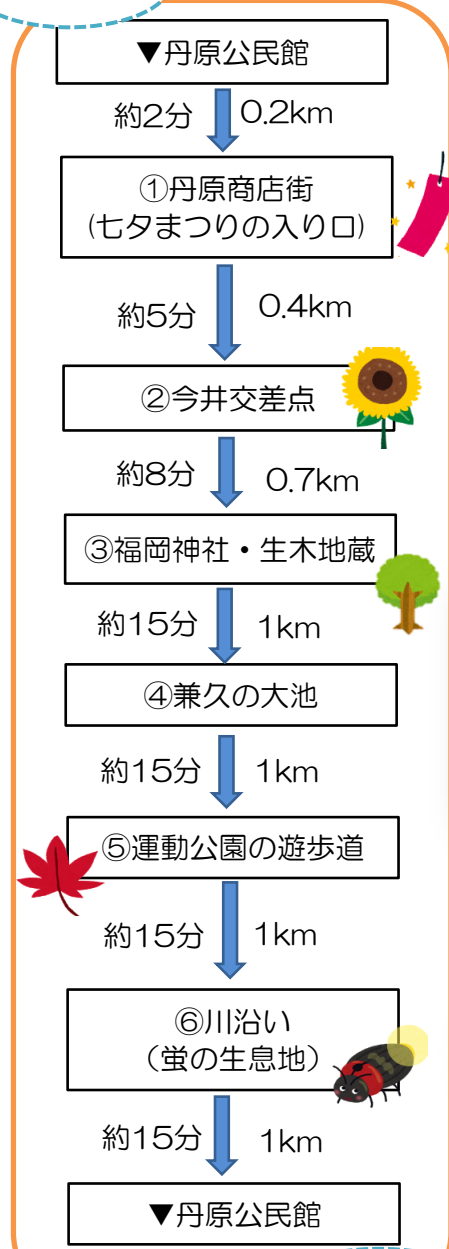 ▼丹原公民館
約2分 0.2km
①丹原商店街
(七夕まつりの入り口)
約5分 0.4km
②今井交差点
約8分 0.7km
③福岡神社・生木地蔵
約15分 1km
④兼久の大池
約15分 1km
⑤運動公園の遊歩道
約15分 1km
⑥川沿い
（蛍の生息地）
約15分 1km
▼丹原公民館